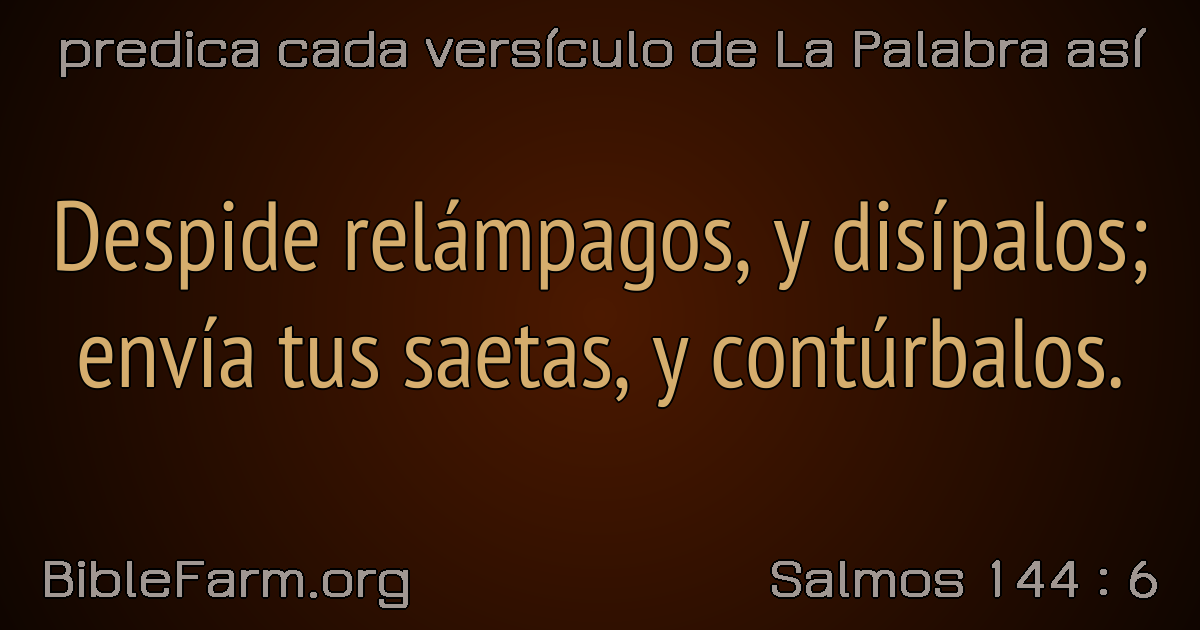 predica cada versículo de La Palabra así
Despide relámpagos, y disípalos;
envía tus saetas, y contúrbalos.
BibleFarm.org
Salmos 144 : 6